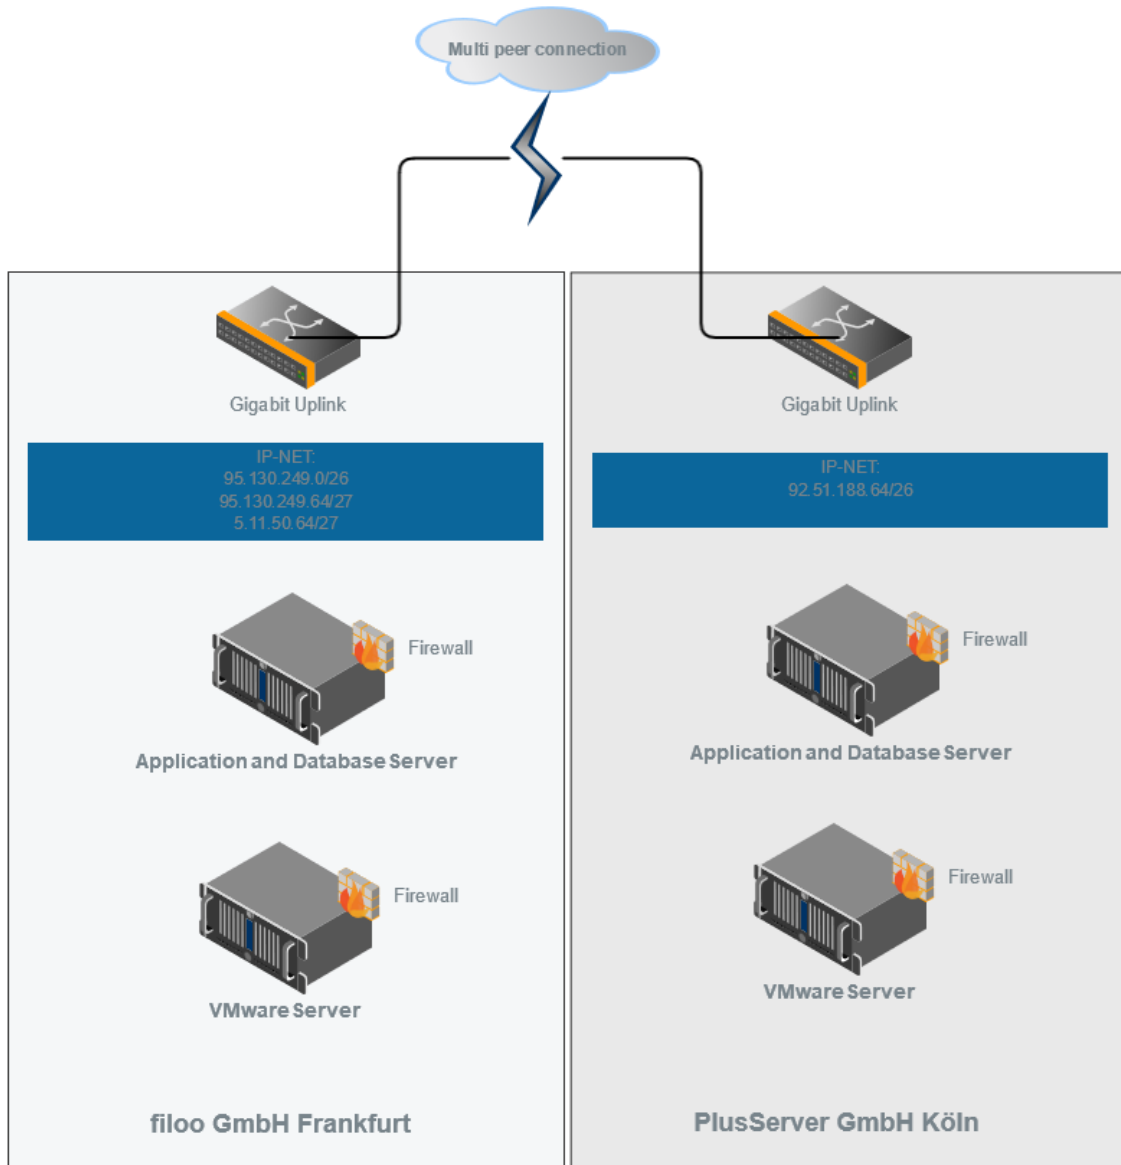 Multi peer connection
Gigabit Uplink
IP-NET:
95.130.249.0/26
95.130.249.64/27
5.11.50.64/27
Firewall
Application and Database Server
Firewall
VMware Server
filoo GmbH Frankfurt
Gigabit Uplink
IP-NET:
92.51.188.64/26
Firewall
Application and Database Server
Firewall
VMware Server
PlusServer GmbH Köln